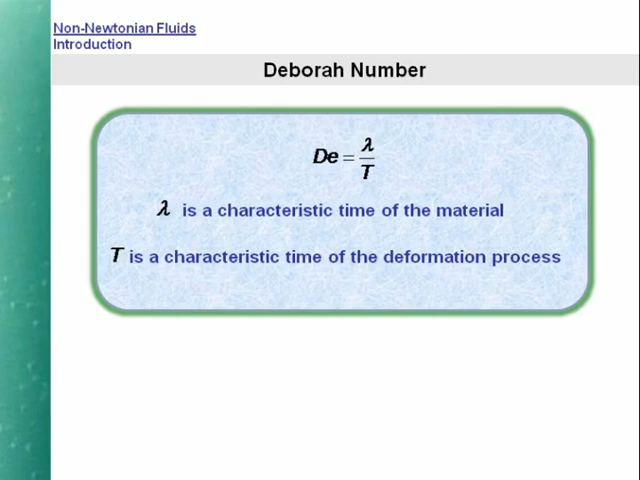 Non-Newtonian Fluids
Introduction
Deborah Number
De = λ / T
λ is a characteristic time of the material
T is a characteristic time of the deformation process